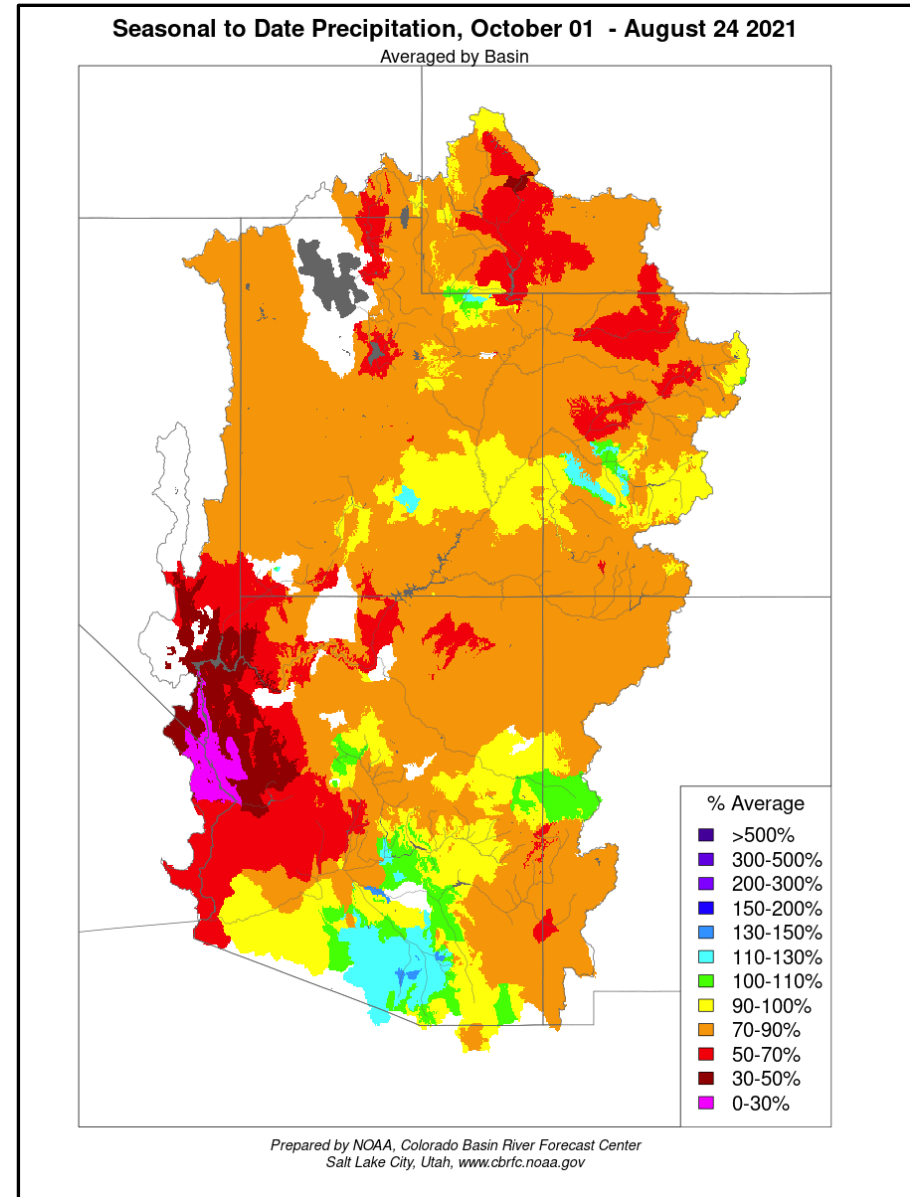 Seasonal to Date Precipitation, October 01  - August 24 2021
Averaged by Basin
% Average
>500%
300-500%
200-300%
150-200%
130-150%
110-130%
100-110%
90-100%
70-90%
50-70%
30-50%
0-30%
Prepared by NOAA, Colorado Basin River Forecast Center
Salt Lake City, Utah, www.cbrfc.noaa.gov